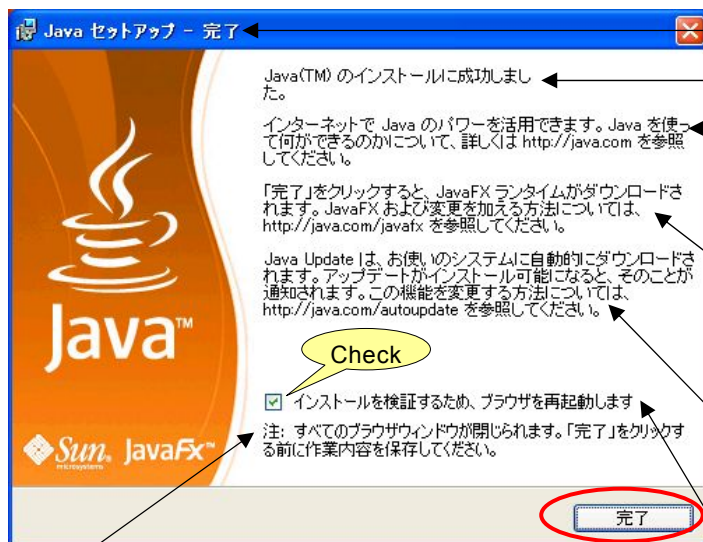 Java セットアップ - 完了
Java(TM) のインストールに成功しまし
た。
インターネットで Java のパワーを活用できます。Java を使っ
て何ができるのかについて、詳しくは http://java.com を参照
してください。
「完了」をクリックすると、JavaFX ランタイムがダウンロードさ
れます。JavaFX および変更を加える方法については、
http://java.com/javafx を参照してください。
Java Update は、お使いのシステムに自動的にダウンロードさ
れます。アップデートがインストール可能になると、そのことが
通知されます。この機能を変更する方法については、
http://java.com/autoupdate を参照してください。
Java™
Check
インストールを検証するため、ブラウザを再起動します
注: すべてのブラウザウィンドウが閉じられます。「完了」をクリックす
る前に作業内容を保存してください。
Sun microsystems JavaFX™
完了